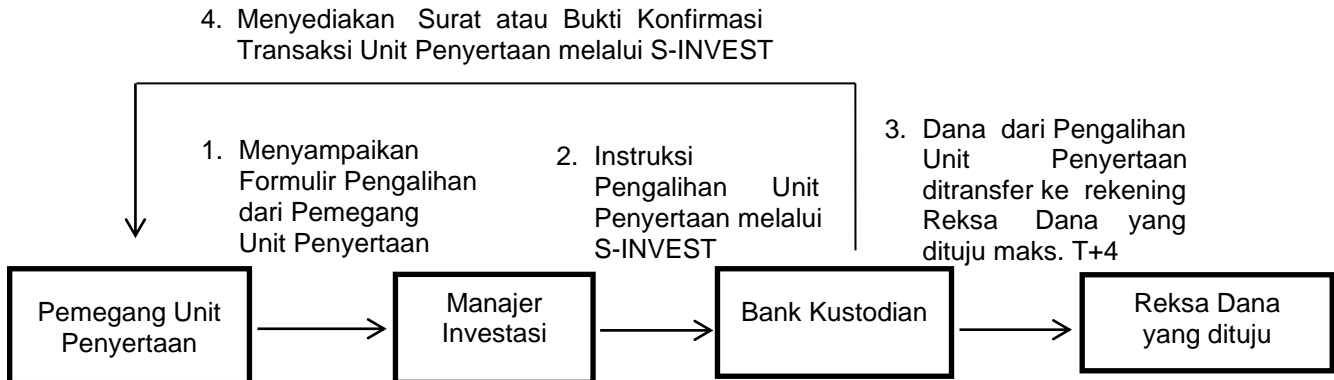 4. Menyediakan Surat atau Bukti Konfirmasi
Transaksi Unit Penyertaan melalui S-INVEST
1. Menyampaikan
Formulir Pengalihan
dari Pemegang
Unit Penyertaan
2. Instruksi
Pengalihan Unit
Penyertaan melalui
S-INVEST
3. Dana dari Pengalihan
Unit Penyertaan
ditransfer ke rekening
Reksa Dana yang
dituju maks. T+4
Pemegang Unit
Penyertaan
Manajer
Investasi
Bank Kustodian
Reksa Dana
yang dituju